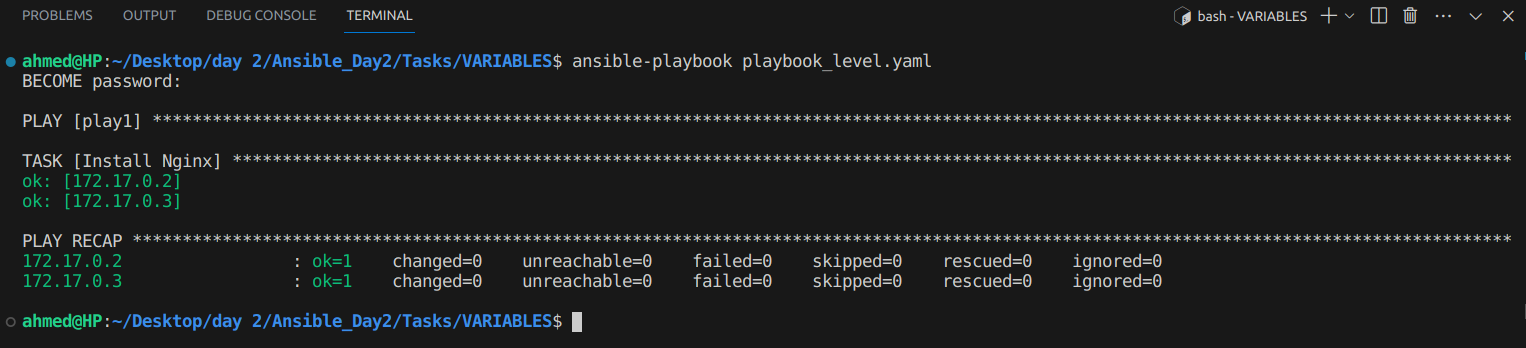 PROBLEMS OUTPUT DEBUG CONSOLE TERMINAL bash - VARIABLES
ahmed@HP:~/Desktop/day 2/Ansible_Day2/Tasks/VARIABLES$ ansible-playbook playbook_level.yaml
BECOME password:
PLAY [play1] ****************************************************************************************************************************************
TASK [Install Nginx] ********************************************************************************************************************************
ok: [172.17.0.2]
ok: [172.17.0.3]
PLAY RECAP ******************************************************************************************************************************************
172.17.0.2 : ok=1 changed=0 unreachable=0 failed=0 skipped=0 rescued=0 ignored=0
172.17.0.3 : ok=1 changed=0 unreachable=0 failed=0 skipped=0 rescued=0 ignored=0
ahmed@HP:~/Desktop/day 2/Ansible_Day2/Tasks/VARIABLES$